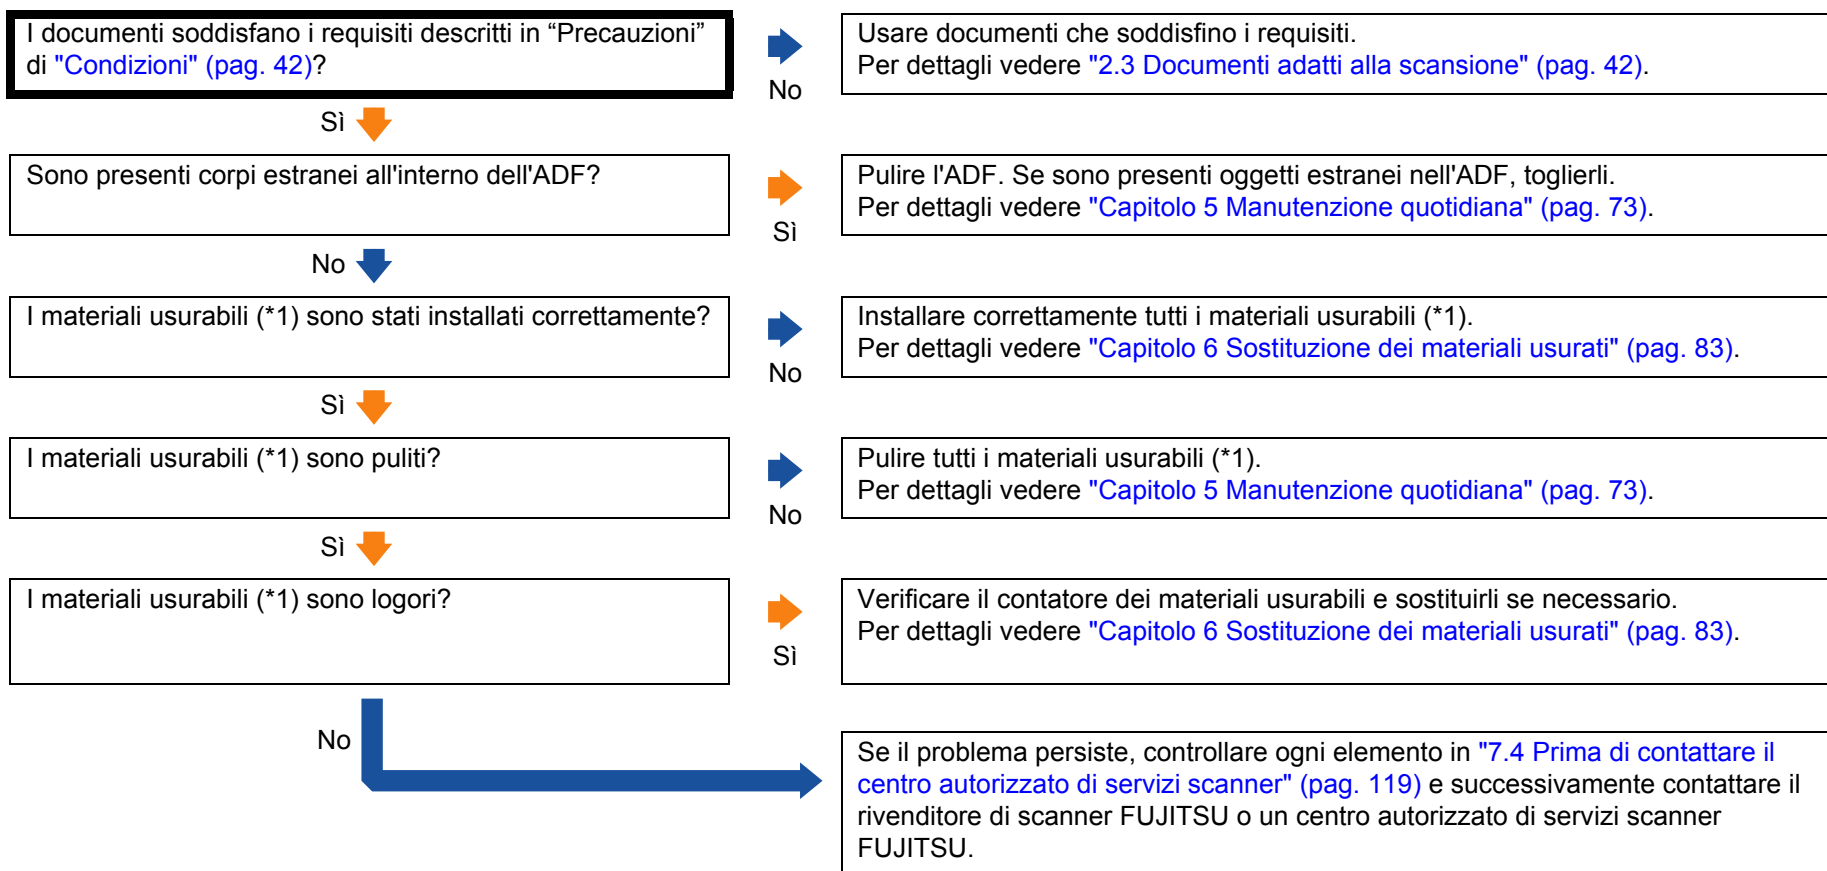 I documenti soddisfano i requisiti descritti in “Precauzioni”
di "Condizioni" (pag. 42)?
No
Usare documenti che soddisfino i requisiti.
Per dettagli vedere "2.3 Documenti adatti alla scansione" (pag. 42).
Sì
Sono presenti corpi estranei all'interno dell'ADF?
Sì
Pulire l'ADF. Se sono presenti oggetti estranei nell'ADF, toglierli.
Per dettagli vedere "Capitolo 5 Manutenzione quotidiana" (pag. 73).
No
I materiali usurabili (*1) sono stati installati correttamente?
No
Installare correttamente tutti i materiali usurabili (*1).
Per dettagli vedere "Capitolo 6 Sostituzione dei materiali usurati" (pag. 83).
Sì
I materiali usurabili (*1) sono puliti?
No
Pulire tutti i materiali usurabili (*1).
Per dettagli vedere "Capitolo 5 Manutenzione quotidiana" (pag. 73).
Sì
I materiali usurabili (*1) sono logori?
Sì
Verificare il contatore dei materiali usurabili e sostituirli se necessario.
Per dettagli vedere "Capitolo 6 Sostituzione dei materiali usurati" (pag. 83).
No
Se il problema persiste, controllare ogni elemento in "7.4 Prima di contattare il
centro autorizzato di servizi scanner" (pag. 119) e successivamente contattare il
rivenditore di scanner FUJITSU o un centro autorizzato di servizi scanner
FUJITSU.